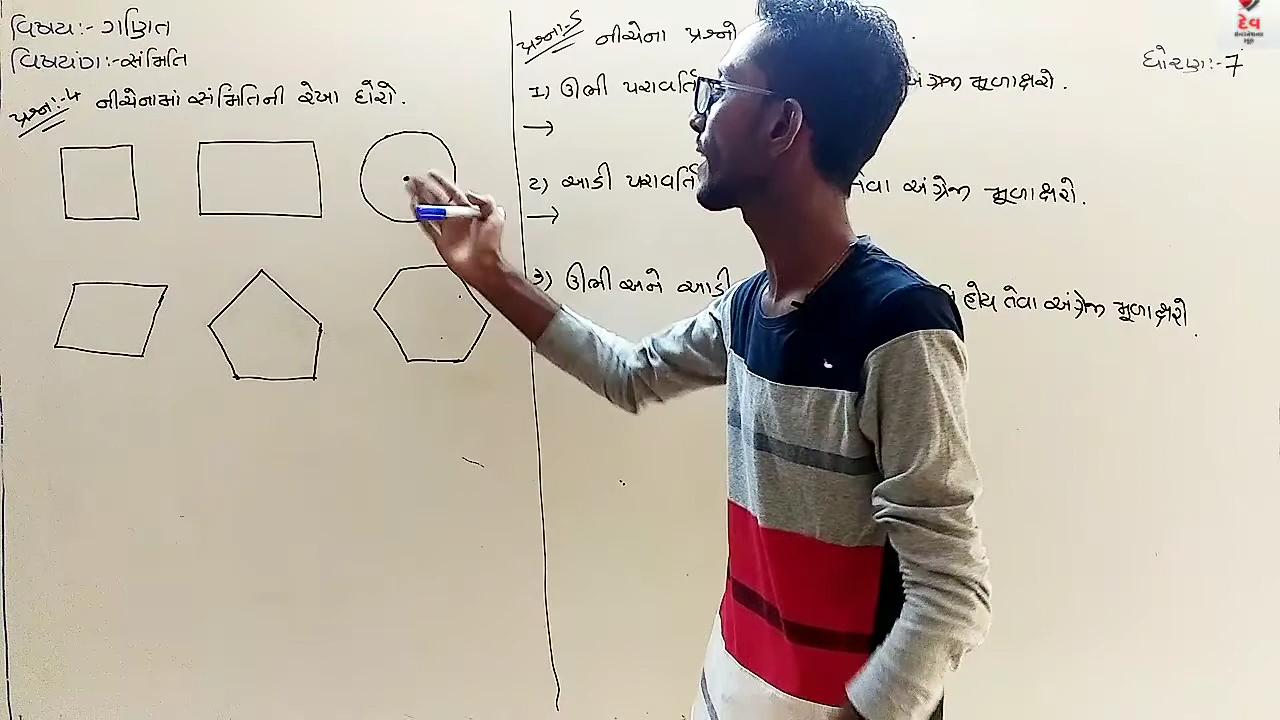 વિષય:- ગણિત
વિષયાંગ:- સંમિતિ
પ્રશ્ન:-૪ નીચેનામાં સંમિતિની રેખા દોરો.
પ્રશ્ન:-૬ નીચેના પ્રશ્નો
ધોરણ:- 7
૧) ઊભી પરાવર્તિ અંગ્રેજી મૂળાક્ષરો.
→
૨) આડી પરાવર્તિ તેવા અંગ્રેજી મૂળાક્ષરો.
→
૩) ઊભી અને આડી હોય તેવા અંગ્રેજી મૂળાક્ષરો.
દેવ